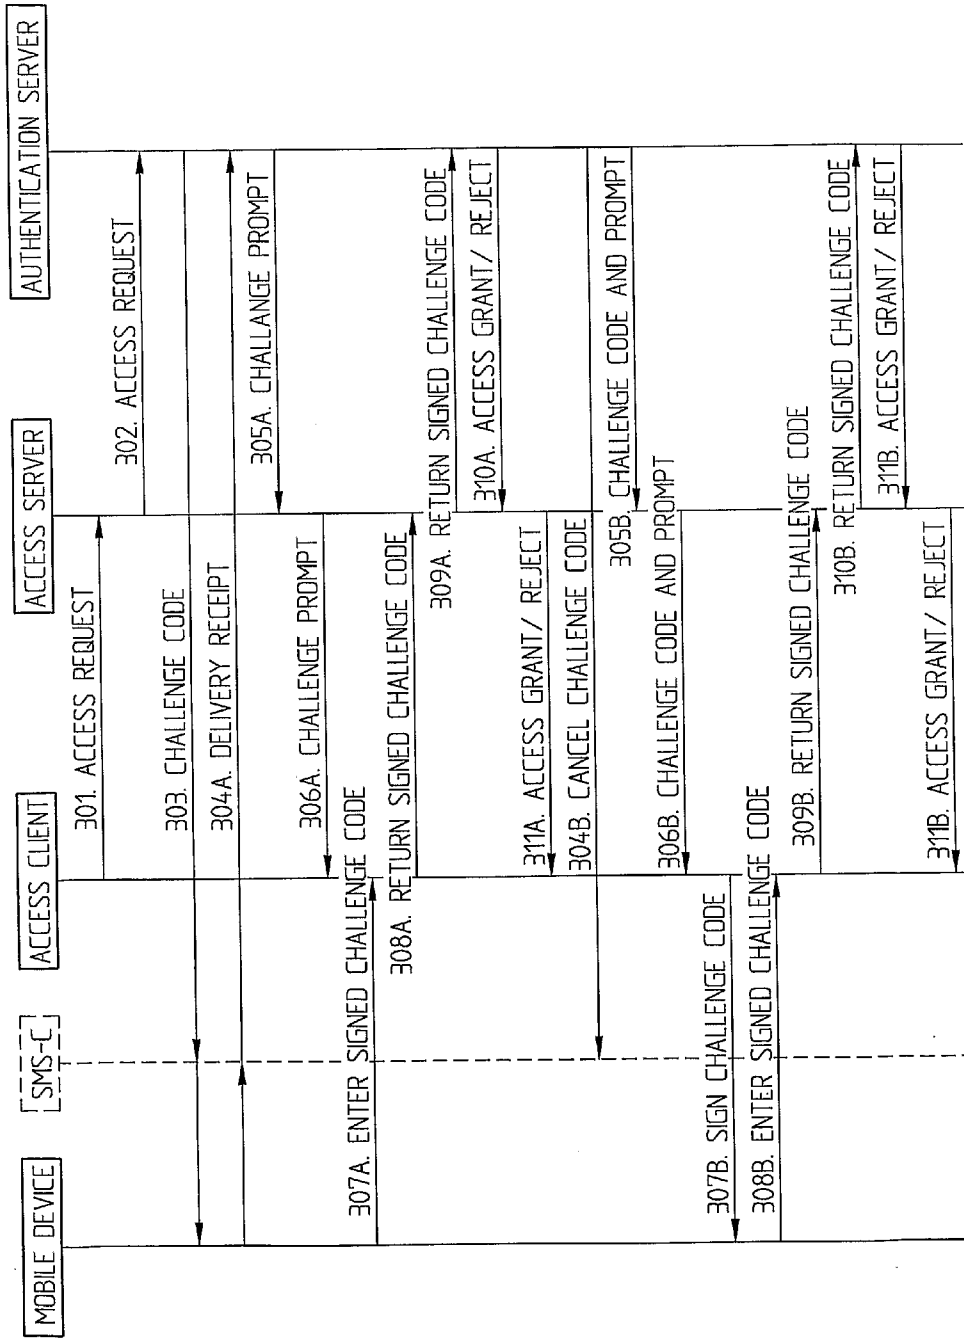 MOBILE DEVICE
SMS-C
ACCESS CLIENT
ACCESS SERVER
AUTHENTICATION SERVER
301. ACCESS REQUEST
302. ACCESS REQUEST
303. CHALLENGE CODE
304A. DELIVERY RECEIPT
305A. CHALLANGE PROMPT
306A. CHALLENGE PROMPT
307A. ENTER SIGNED CHALLENGE CODE
308A. RETURN SIGNED CHALLENGE CODE
309A. RETURN SIGNED CHALLENGE CODE
310A. ACCESS GRANT/ REJECT
311A. ACCESS GRANT/ REJECT
304B. CANCEL CHALLENGE CODE
305B. CHALLENGE CODE AND PROMPT
306B. CHALLENGE CODE AND PROMPT
307B. SIGN CHALLENGE CODE
308B. ENTER SIGNED CHALLENGE CODE
309B. RETURN SIGNED CHALLENGE CODE
310B. RETURN SIGNED CHALLENGE CODE
311B. ACCESS GRANT/ REJECT
311B. ACCESS GRANT/ REJECT